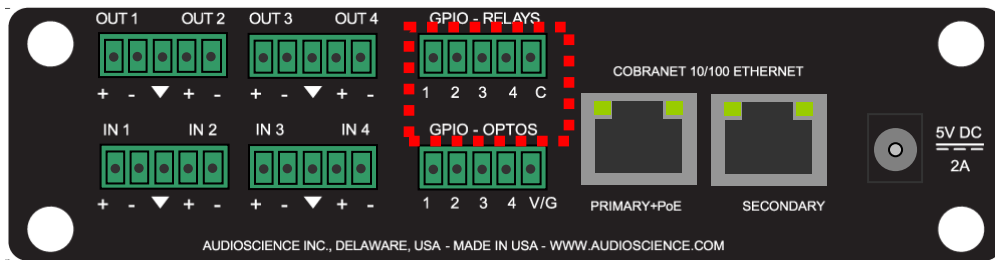 OUT 1 OUT 2 OUT 3 OUT 4 GPIO - RELAYS
COBRANET 10/100 ETHERNET
+ - + - + - + - 1 2 3 4 C
IN 1 IN 2 IN 3 IN 4 GPIO - OPTOS
5V DC
2A
+ - + - + - + - 1 2 3 4 V/G
PRIMARY+PoE SECONDARY
AUDIOSCIENCE INC., DELAWARE, USA - MADE IN USA - WWW.AUDIOSCIENCE.COM